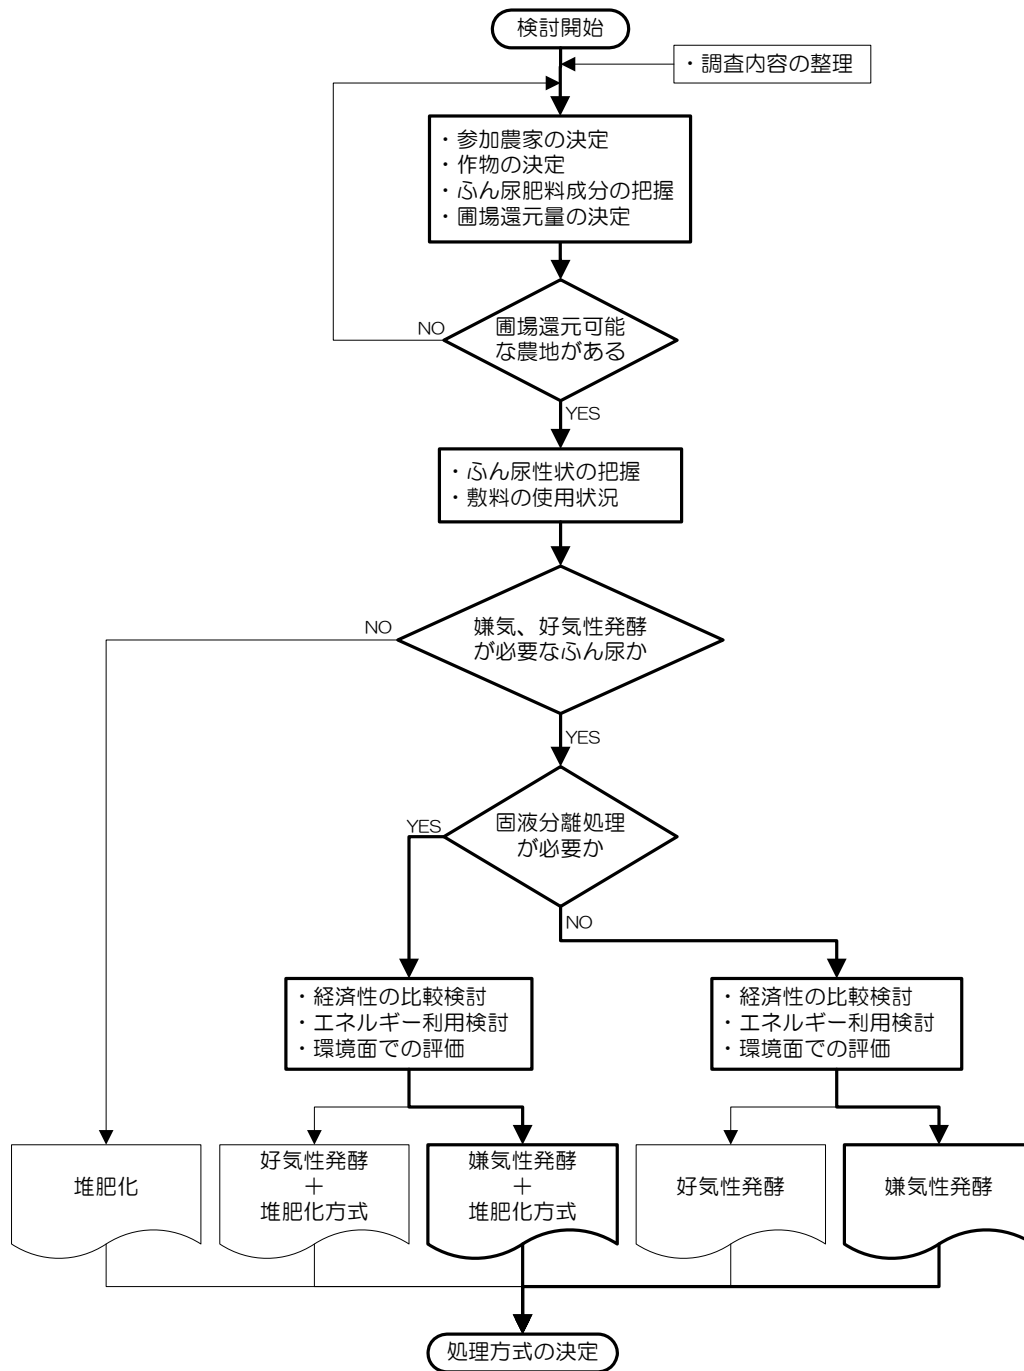 検討開始
・調査内容の整理
・参加農家の決定
・作物の決定
・ふん尿肥料成分の把握
・圃場還元量の決定
圃場還元可能
な農地がある
NO
YES
・ふん尿性状の把握
・敷料の使用状況
嫌気、好気性発酵
が必要なふん尿か
NO
YES
固液分離処理
が必要か
YES
NO
・経済性の比較検討
・エネルギー利用検討
・環境面での評価
・経済性の比較検討
・エネルギー利用検討
・環境面での評価
堆肥化
好気性発酵
＋
堆肥化方式
嫌気性発酵
＋
堆肥化方式
好気性発酵
嫌気性発酵
処理方式の決定